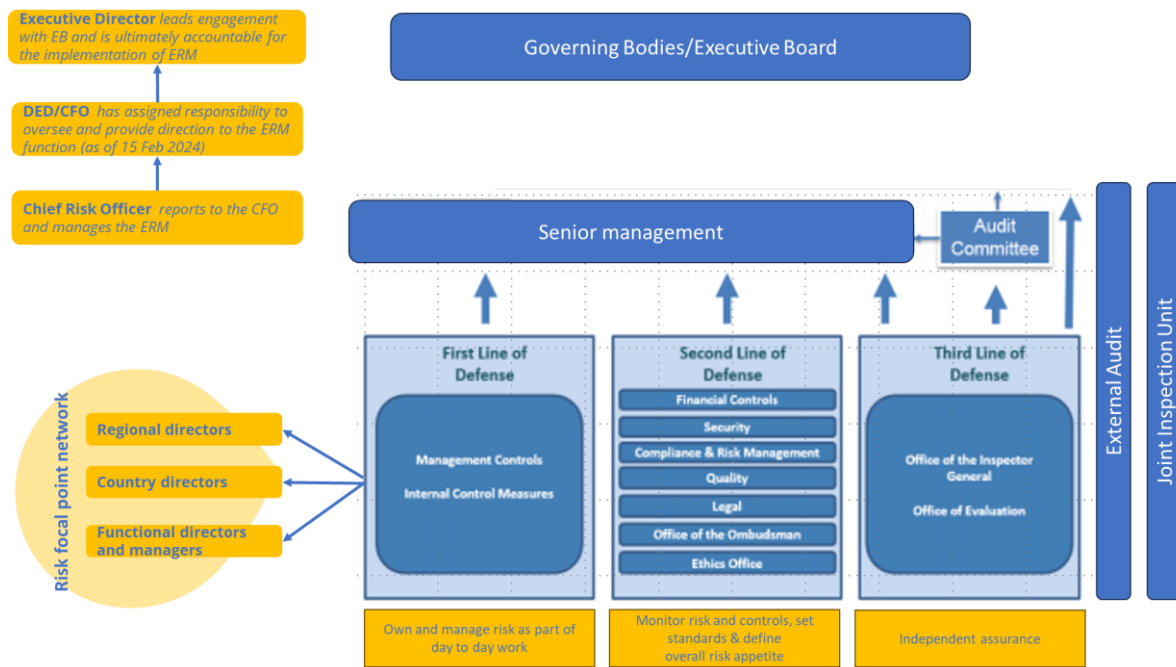 Executive Director leads engagement
with EB and is ultimately accountable for
the implementation of ERM
DED/CFO has assigned responsibility to
oversee and provide direction to the ERM
function (as of 15 Feb 2024)
Chief Risk Officer reports to the CFO
and manages the ERM
Governing Bodies/Executive Board
Senior management
Audit
Committee
External Audit
Joint Inspection Unit
Risk focal point network
Regional directors
Country directors
Functional directors
and managers
First Line of
Defense
Management Controls
Internal Control Measures
Second Line of
Defense
Financial Controls
Security
Compliance & Risk Management
Quality
Legal
Office of the Ombudsman
Ethics Office
Third Line of
Defense
Office of the Inspector
General
Office of Evaluation
Own and manage risk as part of
day to day work
Monitor risk and controls, set
standards & define
overall risk appetite
Independent assurance